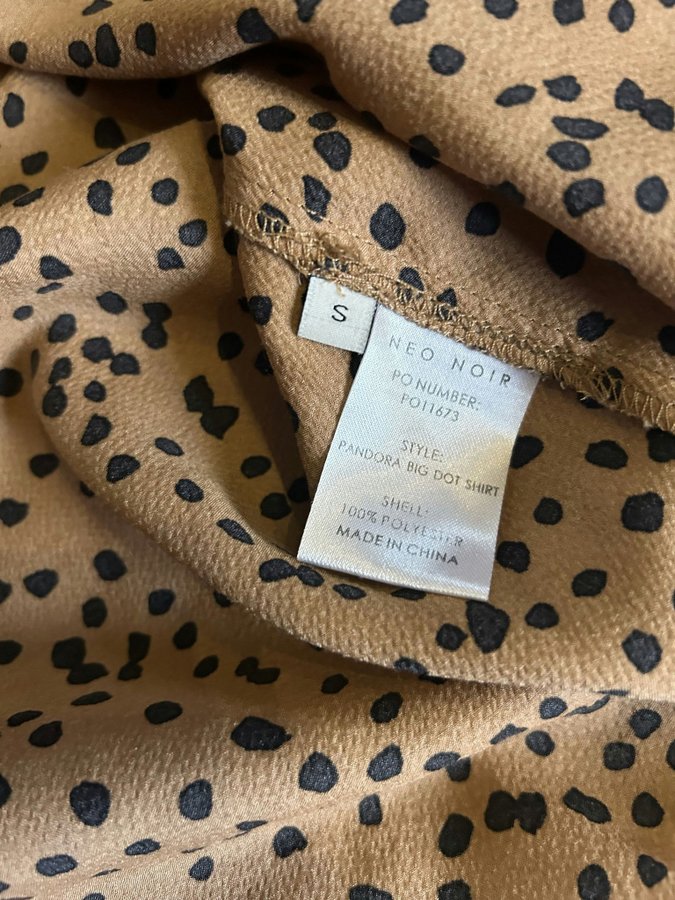 S
NEO NOIR
PO NUMBER:
PO11673
STYLE:
PANDORA BIG DOT SHIRT
SHELL:
100% POLYESTER
MADE IN CHINA